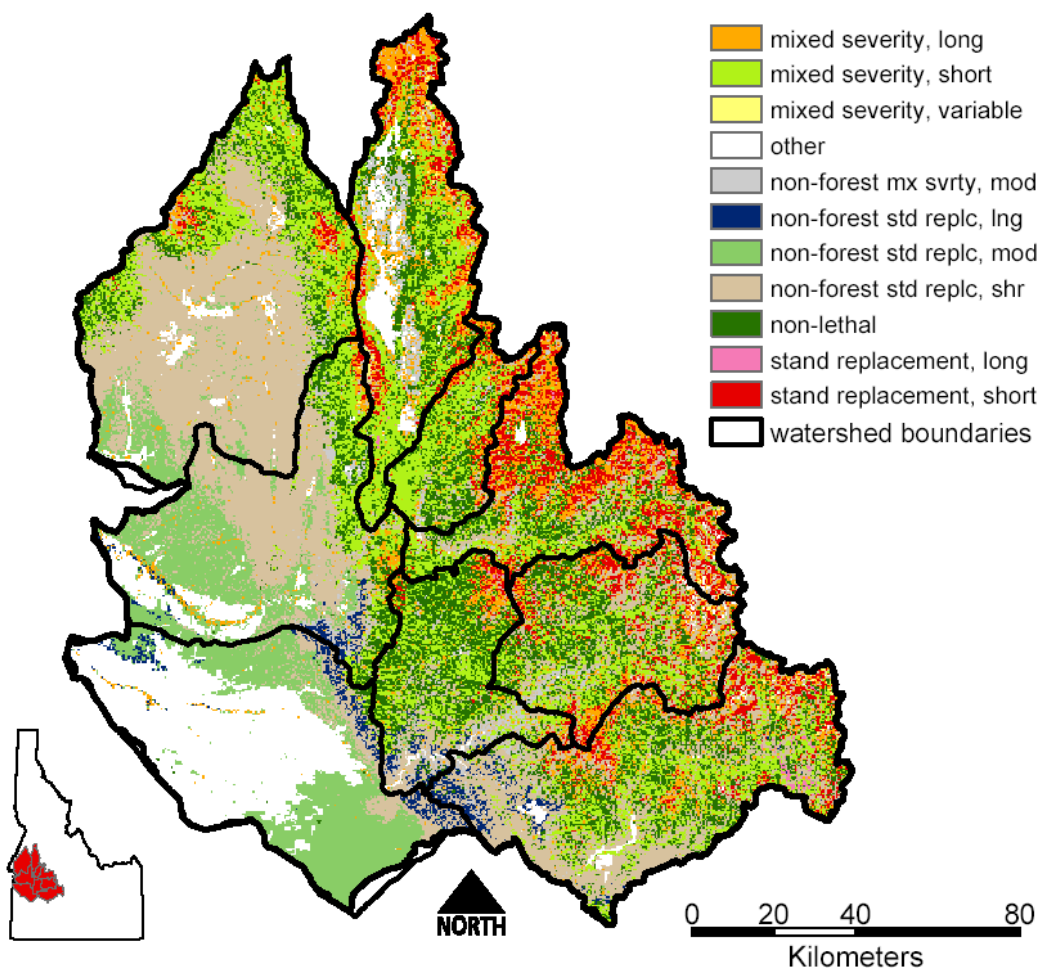 mixed severity, long
mixed severity, short
mixed severity, variable
other
non-forest mx svrty, mod
non-forest std replc, lng
non-forest std replc, mod
non-forest std replc, shr
non-lethal
stand replacement, long
stand replacement, short
watershed boundaries
NORTH
0 20 40 80
Kilometers